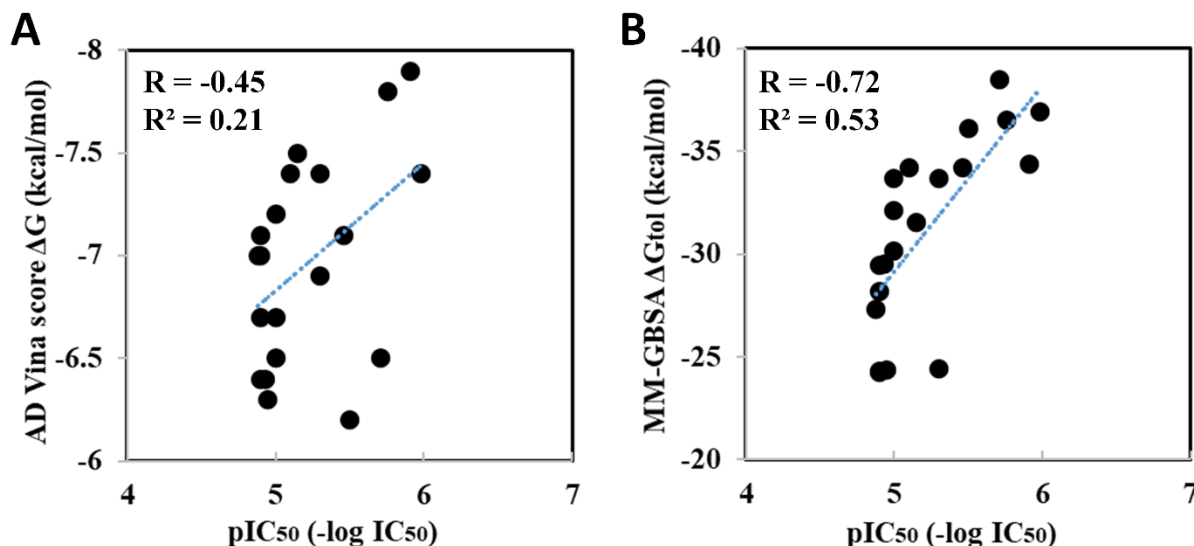 A
AD Vina score ΔG (kcal/mol)
-8
-7.5
-7
-6.5
-6
R = -0.45
R² = 0.21
4
5
6
7
pIC₅₀ (-log IC₅₀)
B
MM-GBSA ΔGtol (kcal/mol)
-40
-35
-30
-25
-20
R = -0.72
R² = 0.53
4
5
6
7
pIC₅₀ (-log IC₅₀)